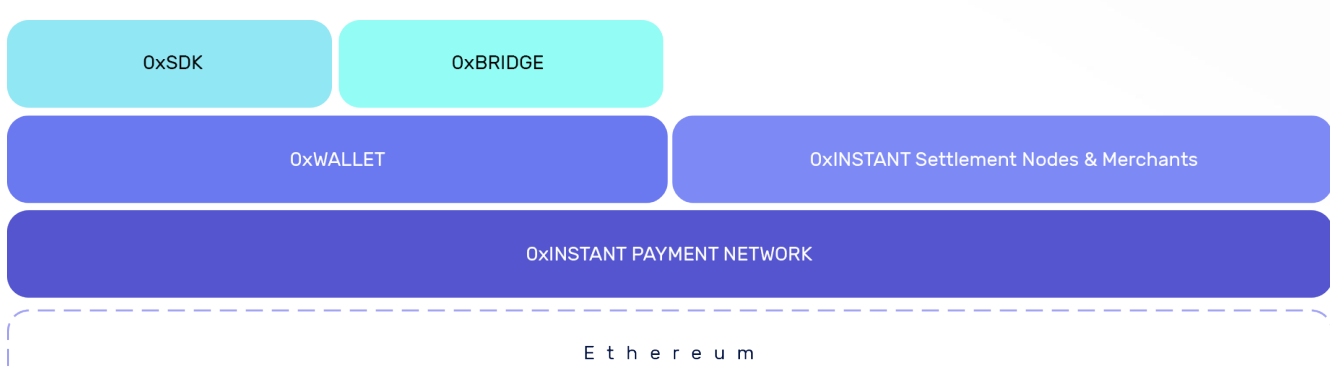 0xSDK
0xBRIDGE
0xWALLET
0xINSTANT Settlement Nodes & Merchants
0xINSTANT PAYMENT NETWORK
Ethereum